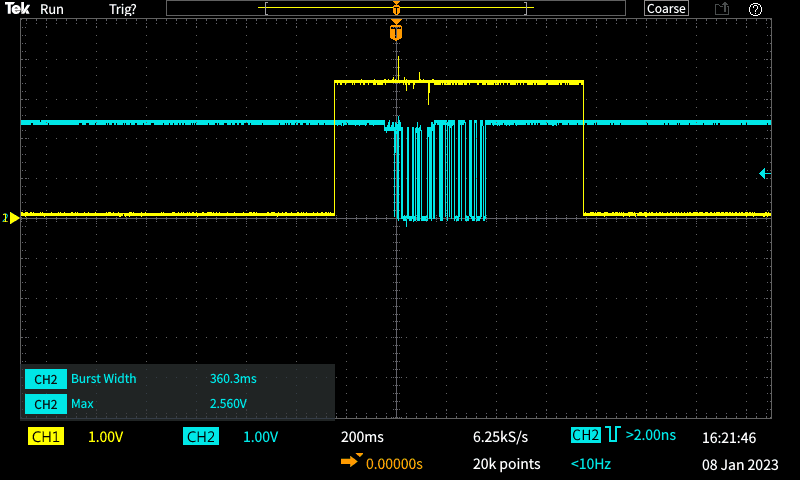 Tek Run Trig? Coarse
T
T
1
CH2 Burst Width 360.3ms
CH2 Max 2.560V
CH1 1.00V CH2 1.00V 200ms 6.25kS/s CH2 >2.00ns 16:21:46
0.00000s 20k points <10Hz 08 Jan 2023